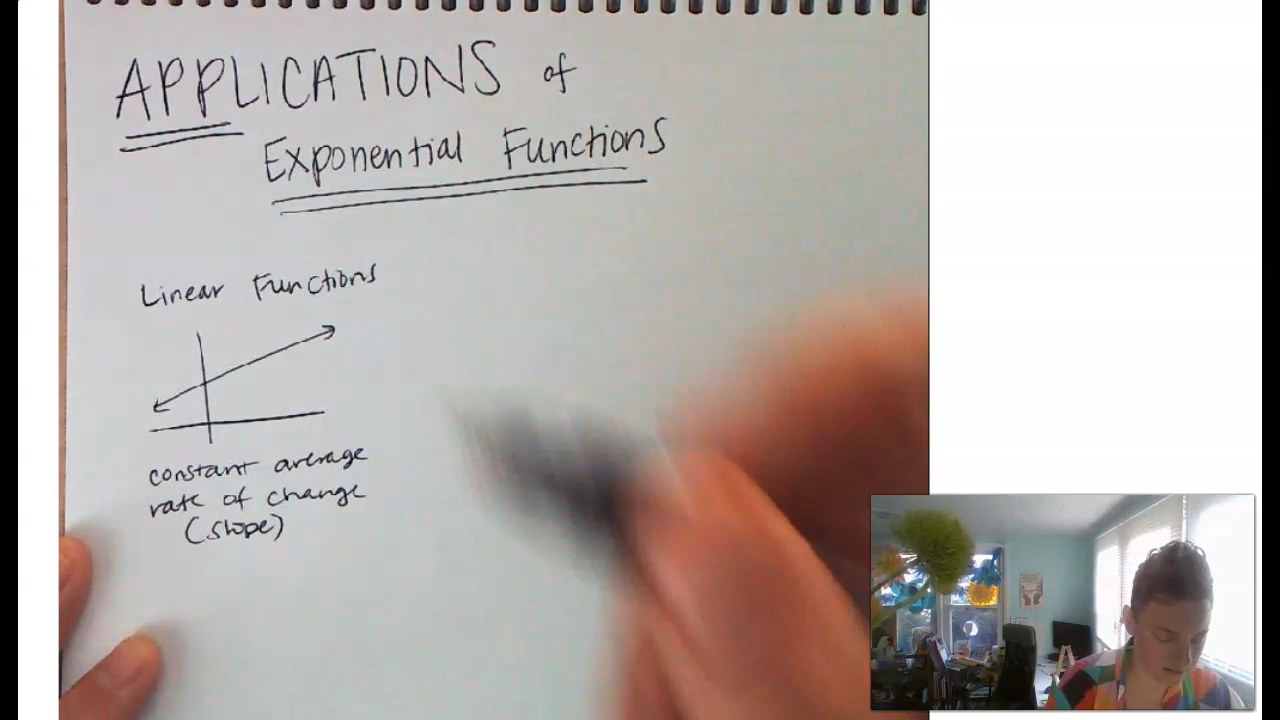 APPLICATIONS of
Exponential Functions
Linear Functions
constant average
rate of change
(slope)